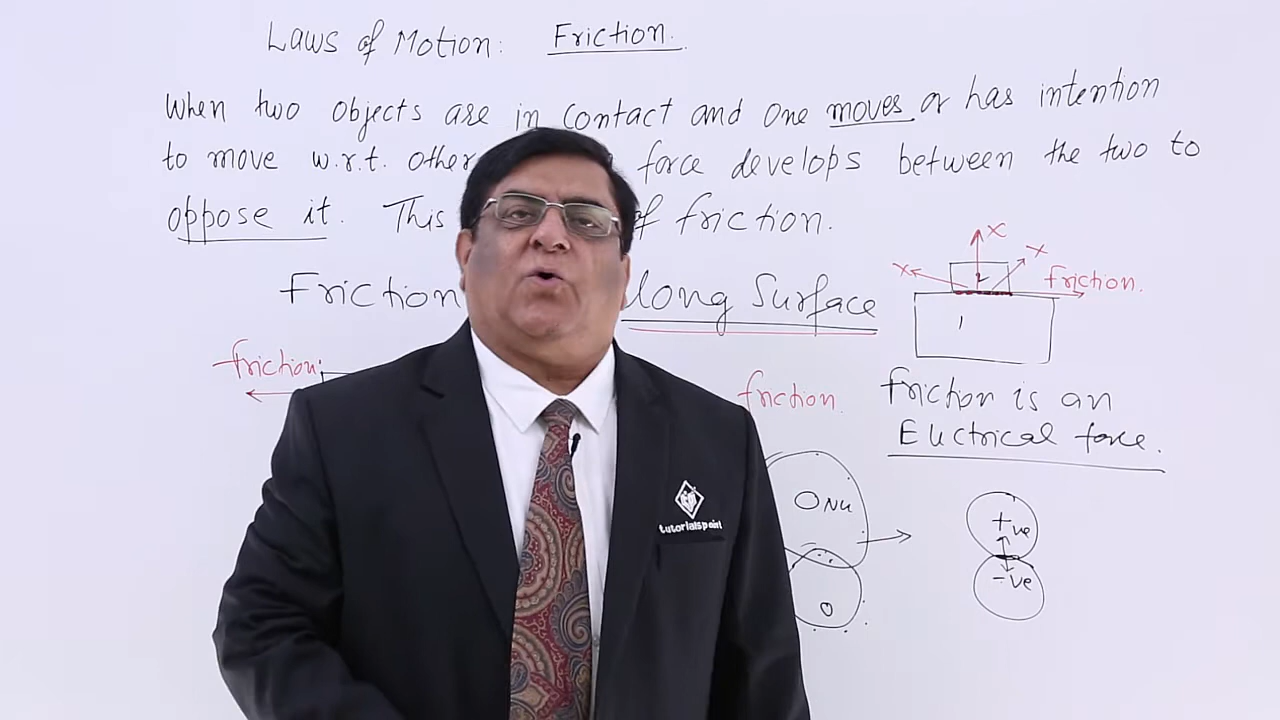 Laws of Motion: Friction.
When two objects are in contact and one moves or has intention
to move w.r.t. other force develops between the two to
oppose it. This of friction.
Friction long Surface
x
x x
friction.
2
1
friction:
friction.
friction is an
Electrical force.
O Nu
+ve
-ve
O
tutorialspoint